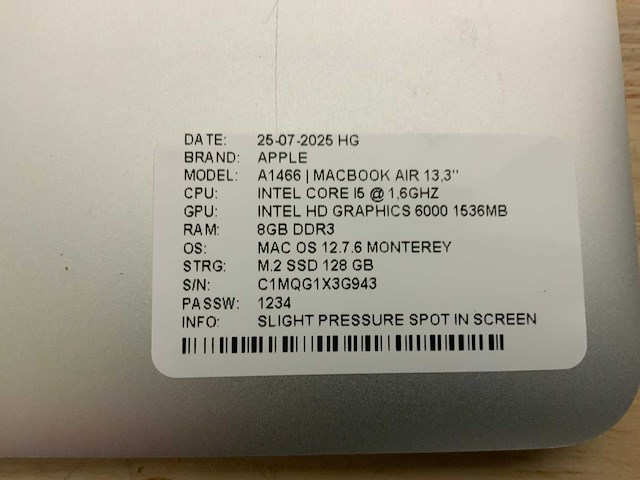 DATE: 25-07-2025 HG
BRAND: APPLE
MODEL: A1466 | MACBOOK AIR 13,3"
CPU: INTEL CORE I5 @ 1,6GHZ
GPU: INTEL HD GRAPHICS 6000 1536MB
RAM: 8GB DDR3
OS: MAC OS 12.7.6 MONTEREY
STRG: M.2 SSD 128 GB
S/N: C1MQG1X3G943
PASSW: 1234
INFO: SLIGHT PRESSURE SPOT IN SCREEN